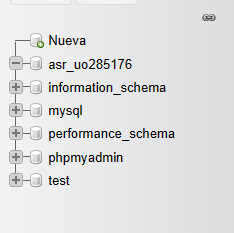 Nueva
asr_uo285176
information_schema
mysql
performance_schema
phpmyadmin
test